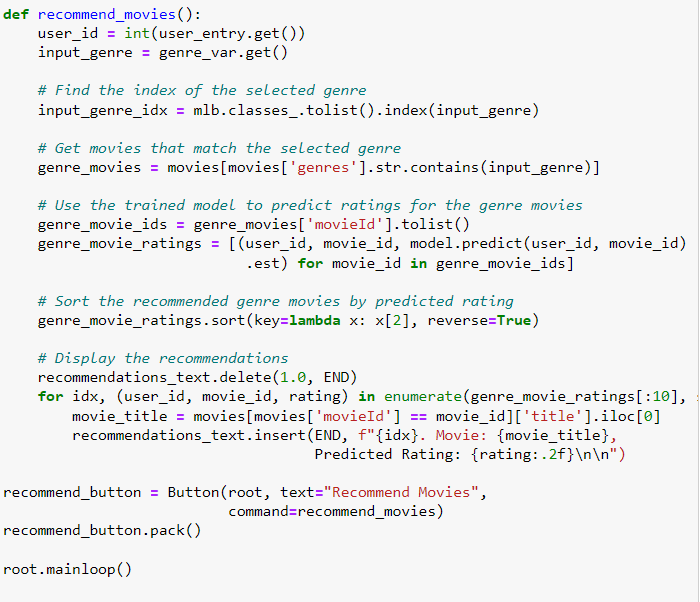 def recommend_movies():
    user_id = int(user_entry.get())
    input_genre = genre_var.get()

    # Find the index of the selected genre
    input_genre_idx = mlb.classes_.tolist().index(input_genre)

    # Get movies that match the selected genre
    genre_movies = movies[movies['genres'].str.contains(input_genre)]

    # Use the trained model to predict ratings for the genre movies
    genre_movie_ids = genre_movies['movieId'].tolist()
    genre_movie_ratings = [(user_id, movie_id, model.predict(user_id, movie_id)
                            .est) for movie_id in genre_movie_ids]

    # Sort the recommended genre movies by predicted rating
    genre_movie_ratings.sort(key=lambda x: x[2], reverse=True)

    # Display the recommendations
    recommendations_text.delete(1.0, END)
    for idx, (user_id, movie_id, rating) in enumerate(genre_movie_ratings[:10],
        movie_title = movies[movies['movieId'] == movie_id]['title'].iloc[0]
        recommendations_text.insert(END, f"{idx}. Movie: {movie_title},
                                    Predicted Rating: {rating:.2f}\n\n")

recommend_button = Button(root, text="Recommend Movies",
                          command=recommend_movies)
recommend_button.pack()

root.mainloop()